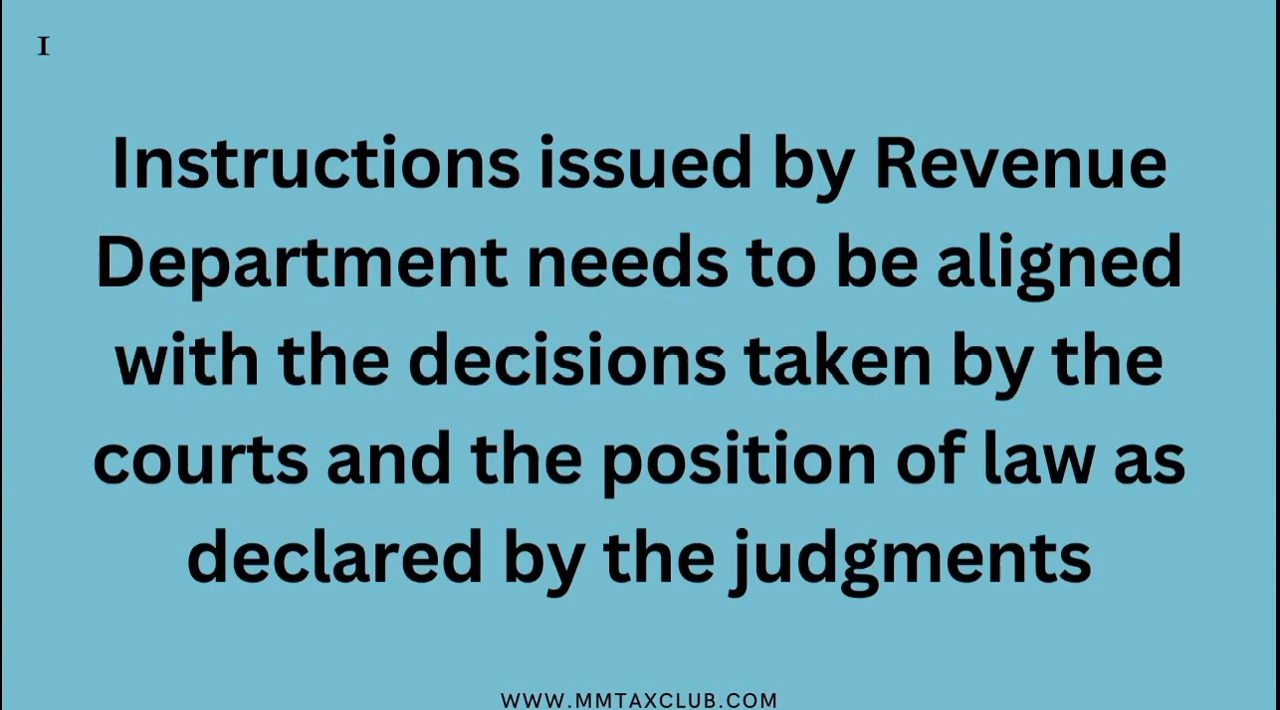 1
Instructions issued by Revenue
Department needs to be aligned
with the decisions taken by the
courts and the position of law as
declared by the judgments
WWW.MMTAXCLUB.COM